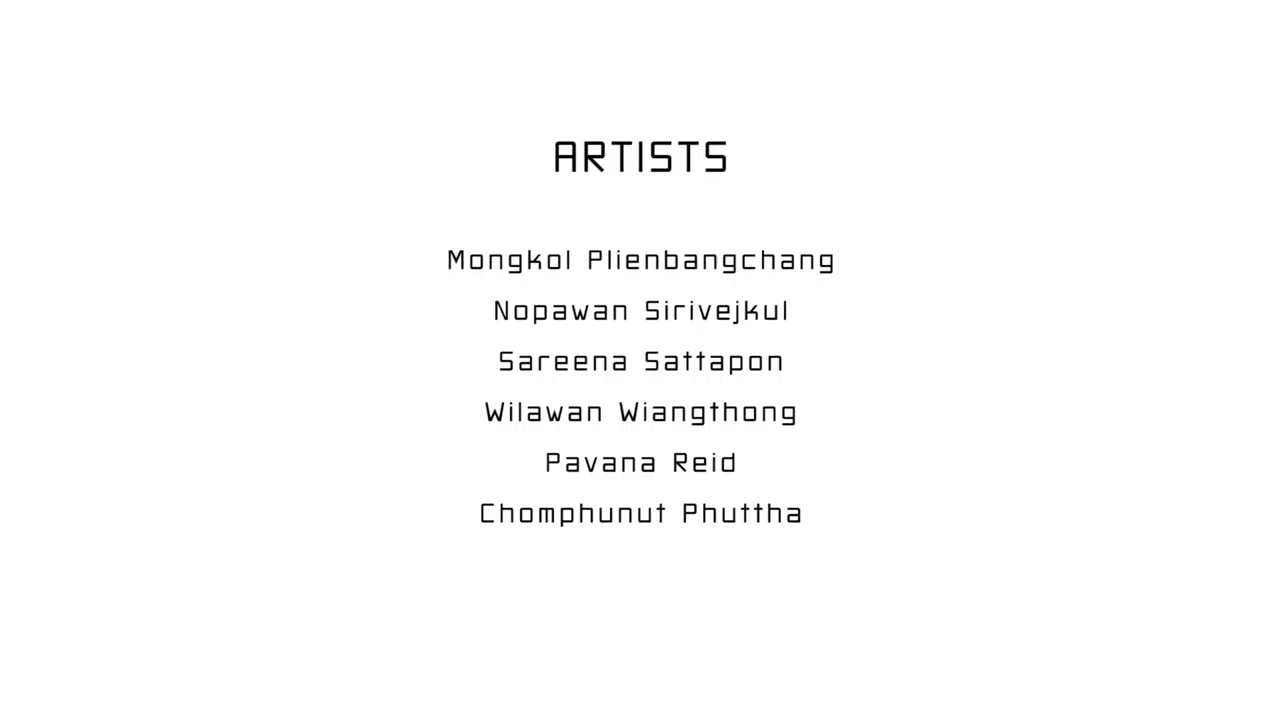 ARTISTS
Mongkol Plienbangchang
Nopawan Sirivejkul
Sareena Sattapon
Wilawan Wiangthong
Pavana Reid
Chomphunut Phuttha